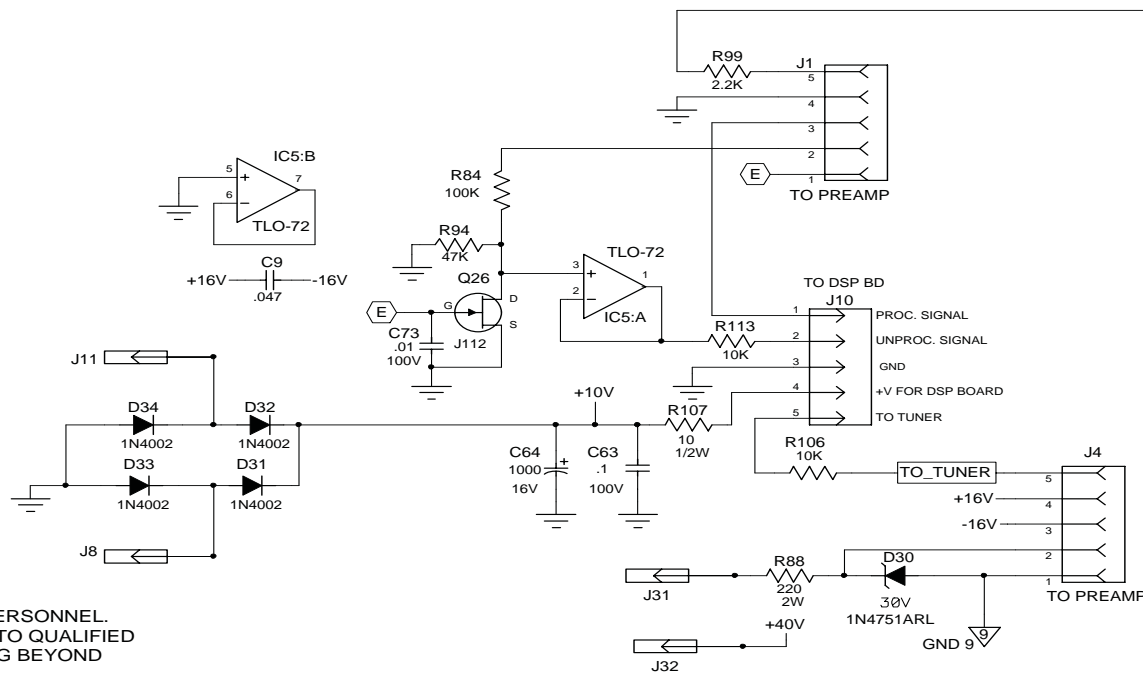 R99
2.2K
J1
5
4
3
2
1
E
TO PREAMP
IC5:B
5
+
6
−
7
TLO-72
C9
+16V
-16V
.047
R84
100K
R94
47K
Q26
E
G
D
S
J112
C73
.01
100V
TLO-72
3
+
2
−
1
IC5:A
R113
10K
TO DSP BD
J10
1
PROC. SIGNAL
2
UNPROC. SIGNAL
3
GND
4
+V FOR DSP BOARD
5
TO TUNER
J11
D34
1N4002
D32
1N4002
D33
1N4002
D31
1N4002
J8
+10V
C64
1000
16V
+
C63
.1
100V
R107
10
1/2W
R106
10K
TO_TUNER
J4
5
+16V
4
-16V
3
2
1
TO PREAMP
J31
R88
220
2W
D30
30V
1N4751ARL
GND 9
9
+40V
J32
ERSONNEL.
TO QUALIFIED
G BEYOND